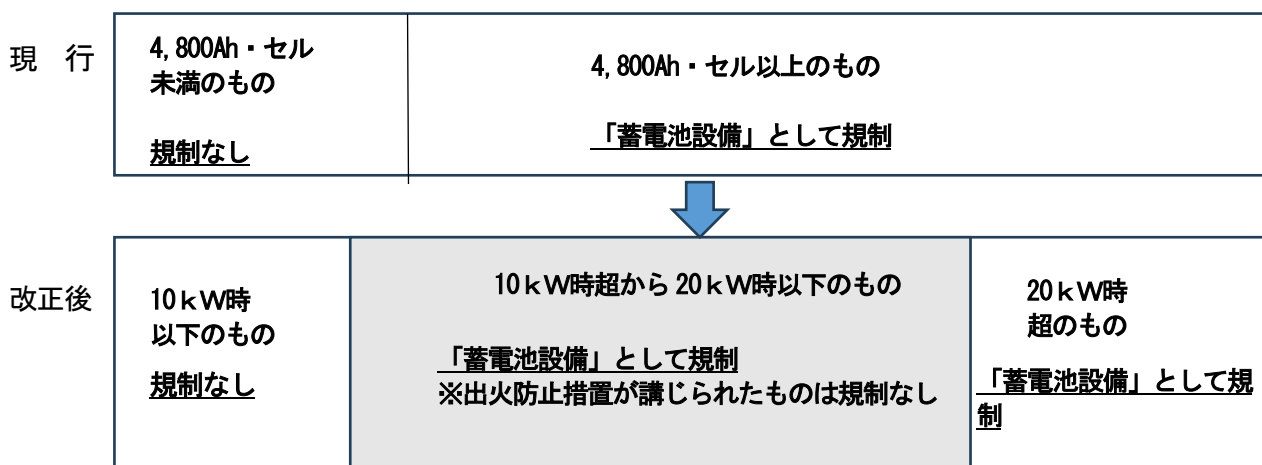 現　行
4,800Ah・セル
未満のもの
規制なし
4,800Ah・セル以上のもの
「蓄電池設備」として規制
改正後
10ｋＷ時
以下のもの
規制なし
10ｋＷ時超から 20ｋＷ時以下のもの
「蓄電池設備」として規制
※出火防止措置が講じられたものは規制なし
20ｋＷ時
超のもの
「蓄電池設備」として規
制